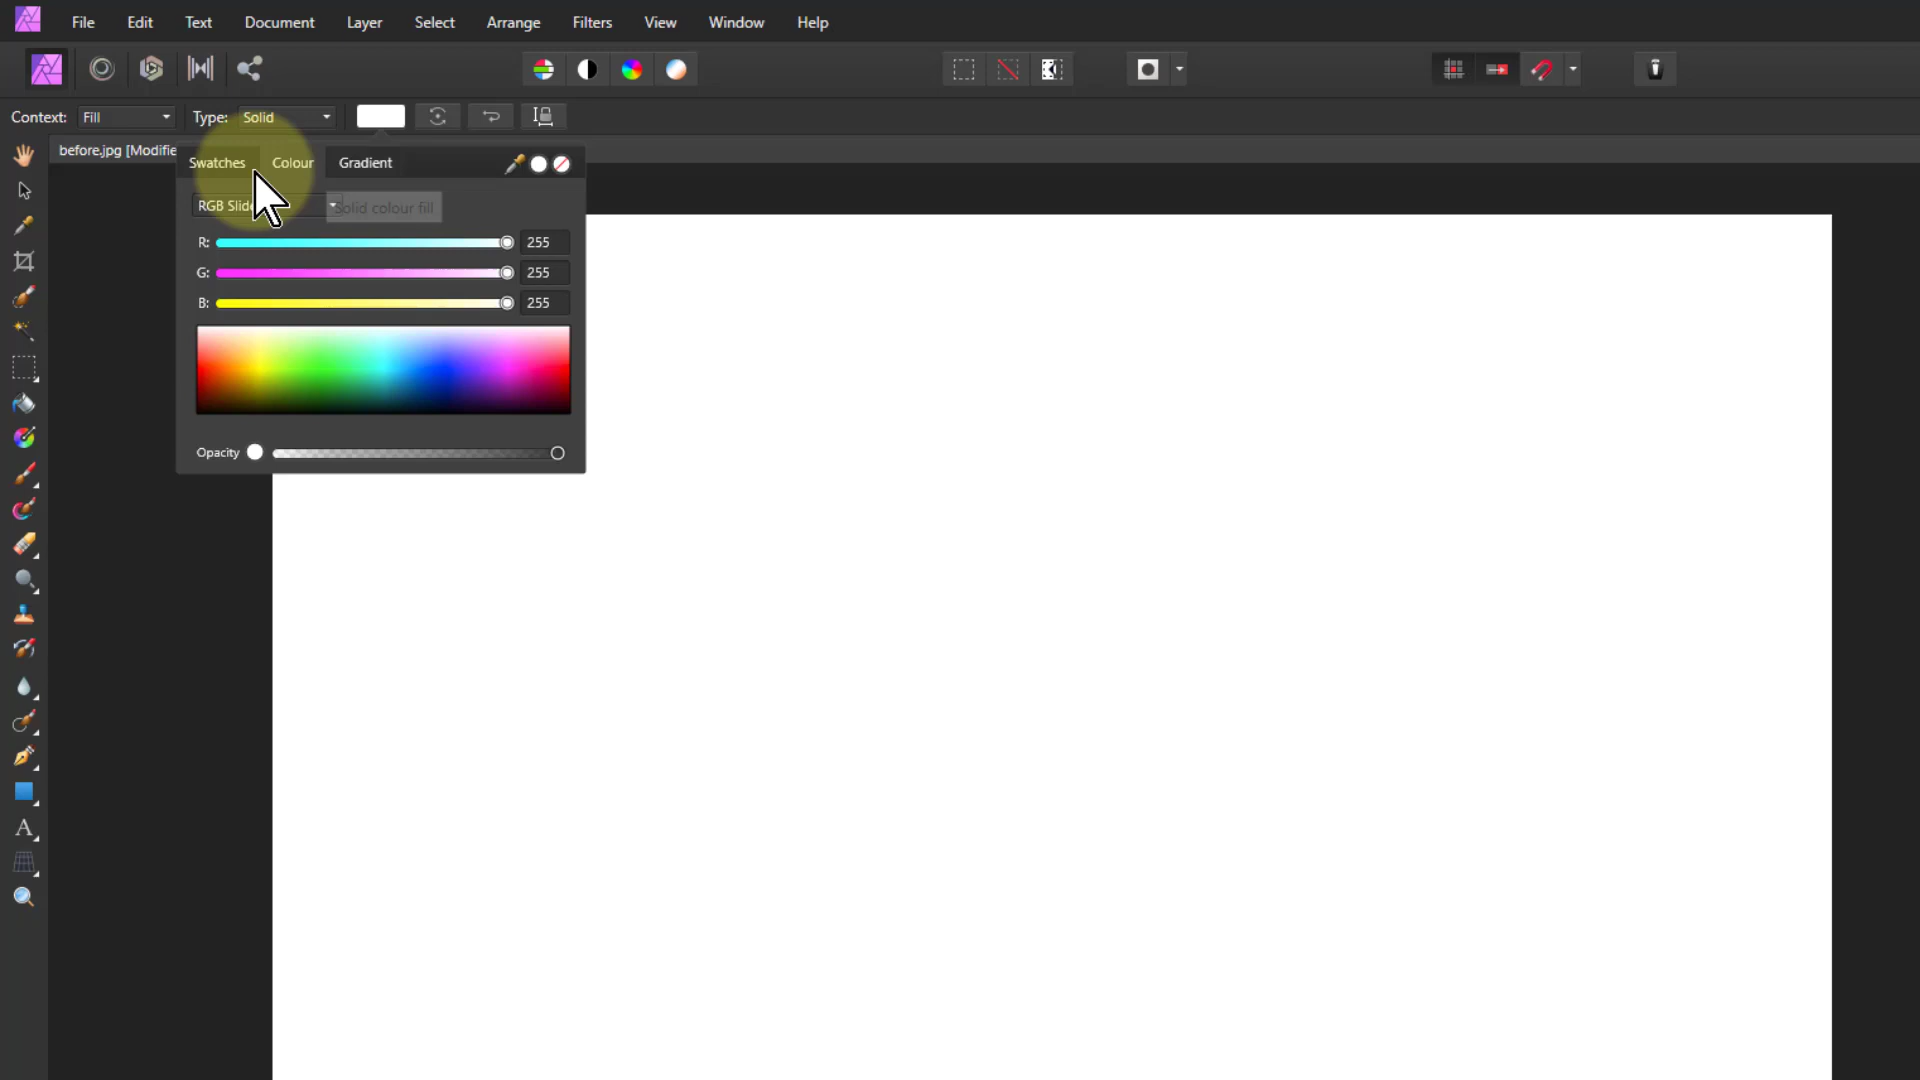 File Edit Text Document Layer Select Arrange Filters View Window Help
Context: Fill Type: Solid
before.jpg [Modifie
Swatches Colour Gradient
RGB Slide
Solid colour fill
R: 255
G: 255
B: 255
Opacity
A